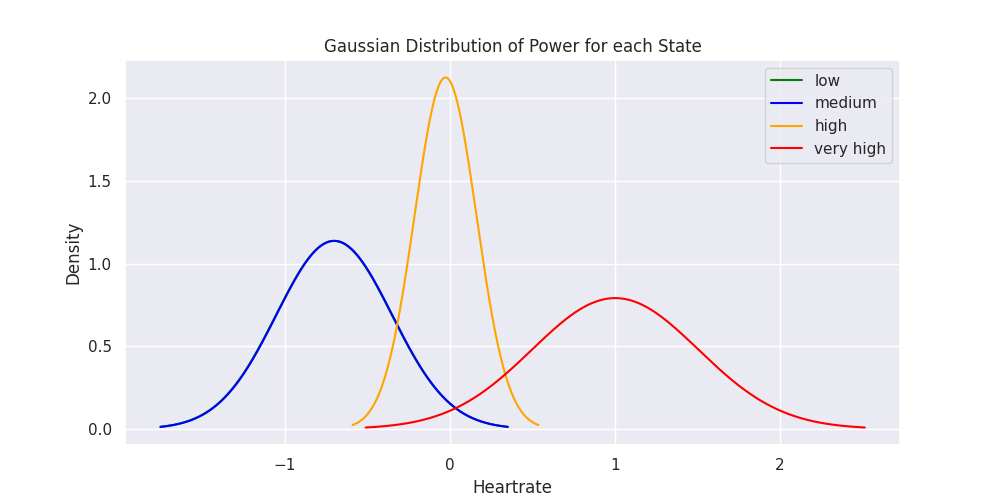 Gaussian Distribution of Power for each State
low
medium
high
very high
2.0
1.5
1.0
0.5
0.0
Density
−1
0
1
2
Heartrate